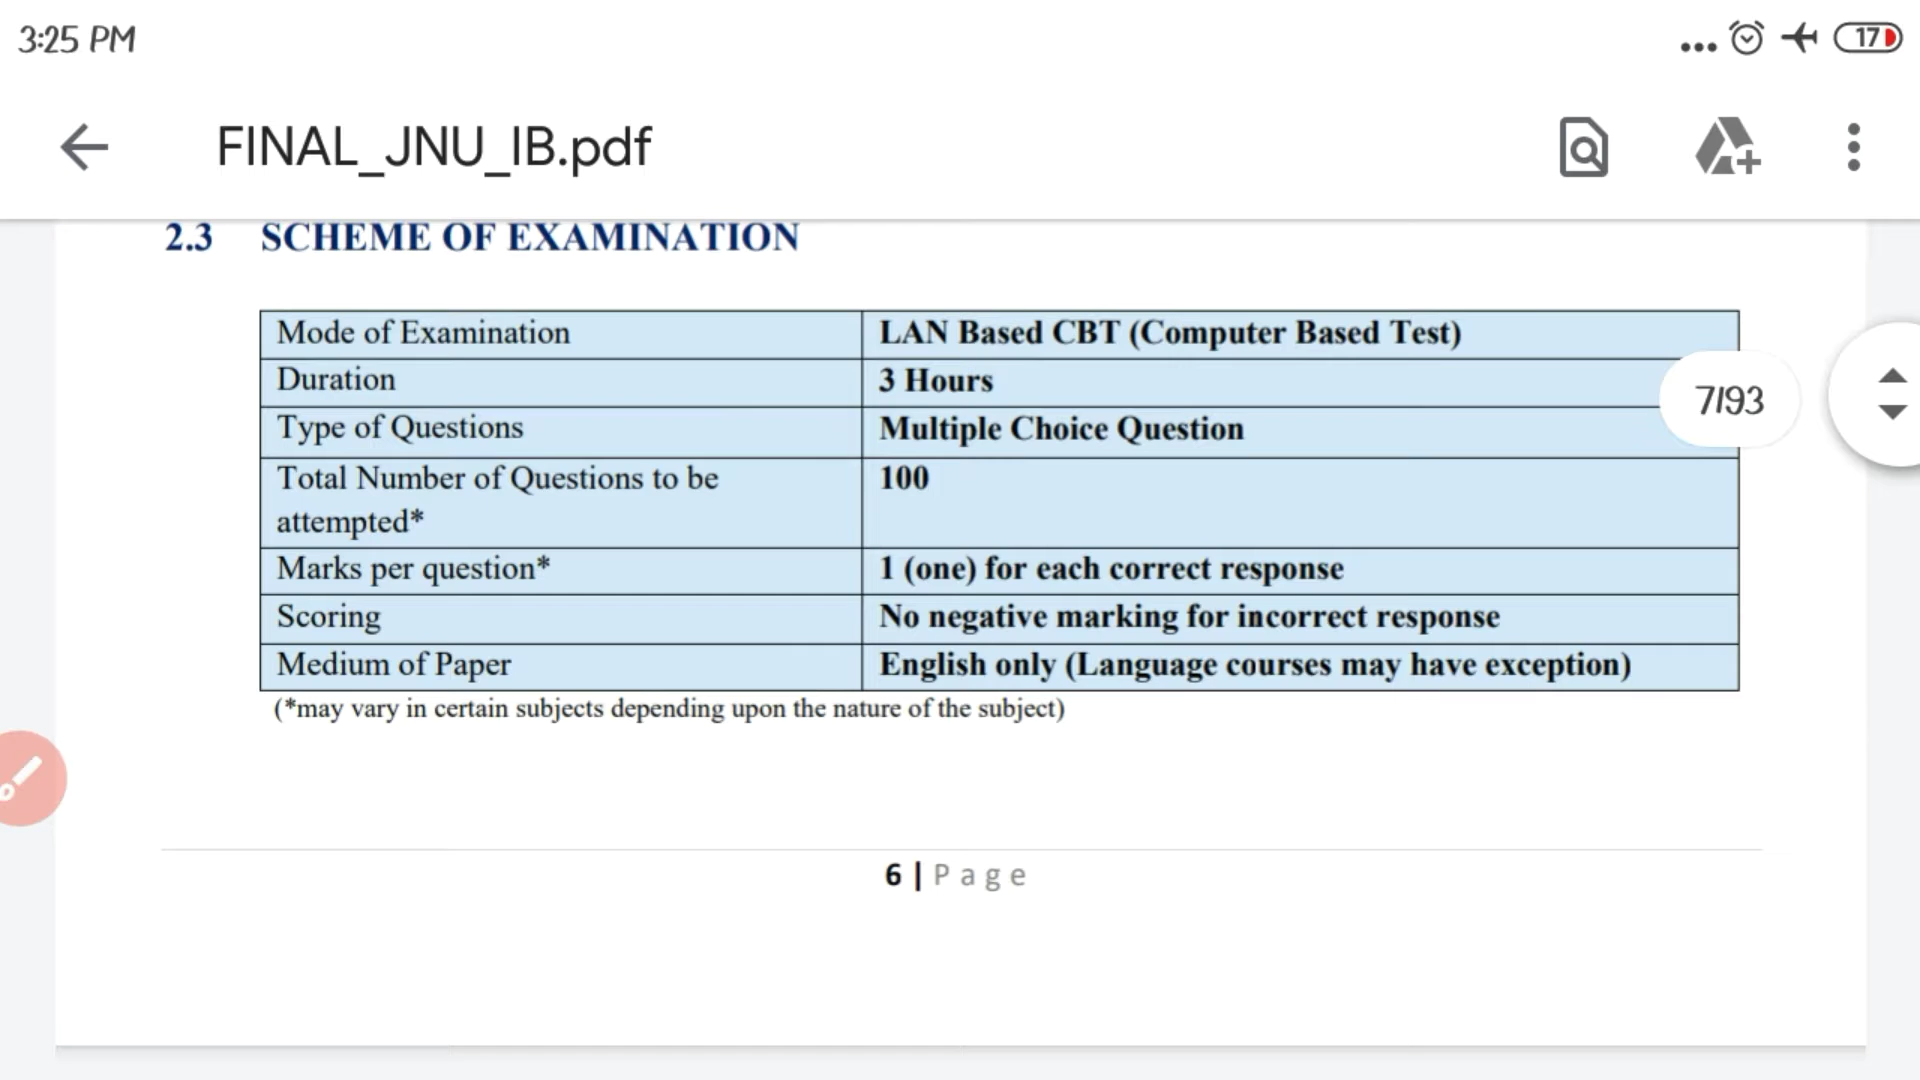 3:25 PM
17
FINAL_JNU_IB.pdf
2.3 SCHEME OF EXAMINATION
Mode of Examination LAN Based CBT (Computer Based Test)
Duration 3 Hours
7/93
Type of Questions Multiple Choice Question
Total Number of Questions to be attempted* 100
Marks per question* 1 (one) for each correct response
Scoring No negative marking for incorrect response
Medium of Paper English only (Language courses may have exception)
(*may vary in certain subjects depending upon the nature of the subject)
6 | Page